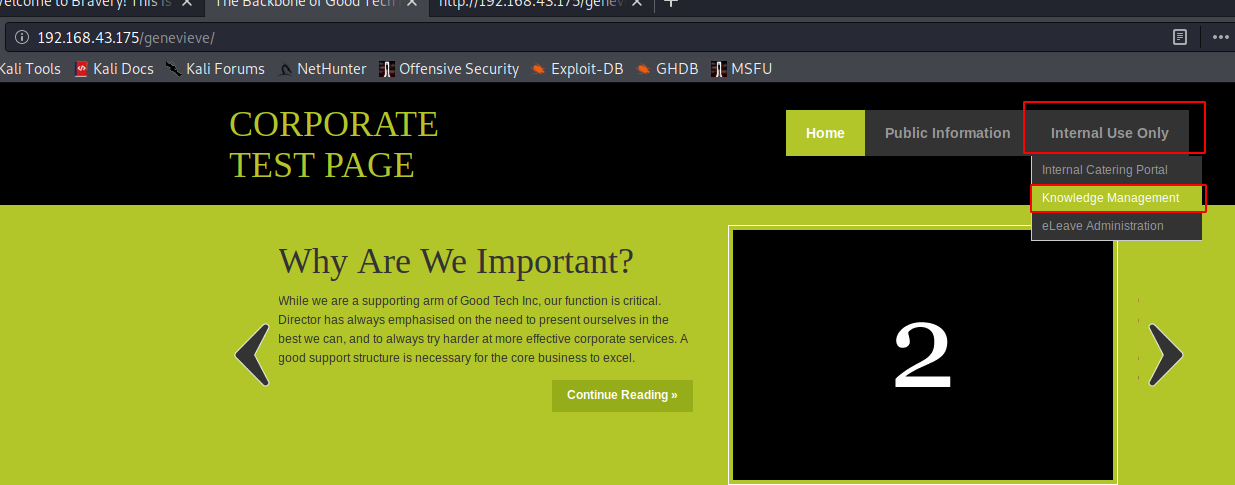 elcome to Bravery! This is
The Backbone of Good Tech
http://192.168.43.175/genev
192.168.43.175/genevieve/
Kali Tools Kali Docs Kali Forums NetHunter Offensive Security Exploit-DB GHDB MSFU
CORPORATE
TEST PAGE
Home Public Information Internal Use Only
Internal Catering Portal
Knowledge Management
eLeave Administration
Why Are We Important?
While we are a supporting arm of Good Tech Inc, our function is critical.
Director has always emphasised on the need to present ourselves in the
best we can, and to always try harder at more effective corporate services. A
good support structure is necessary for the core business to excel.
Continue Reading »
2